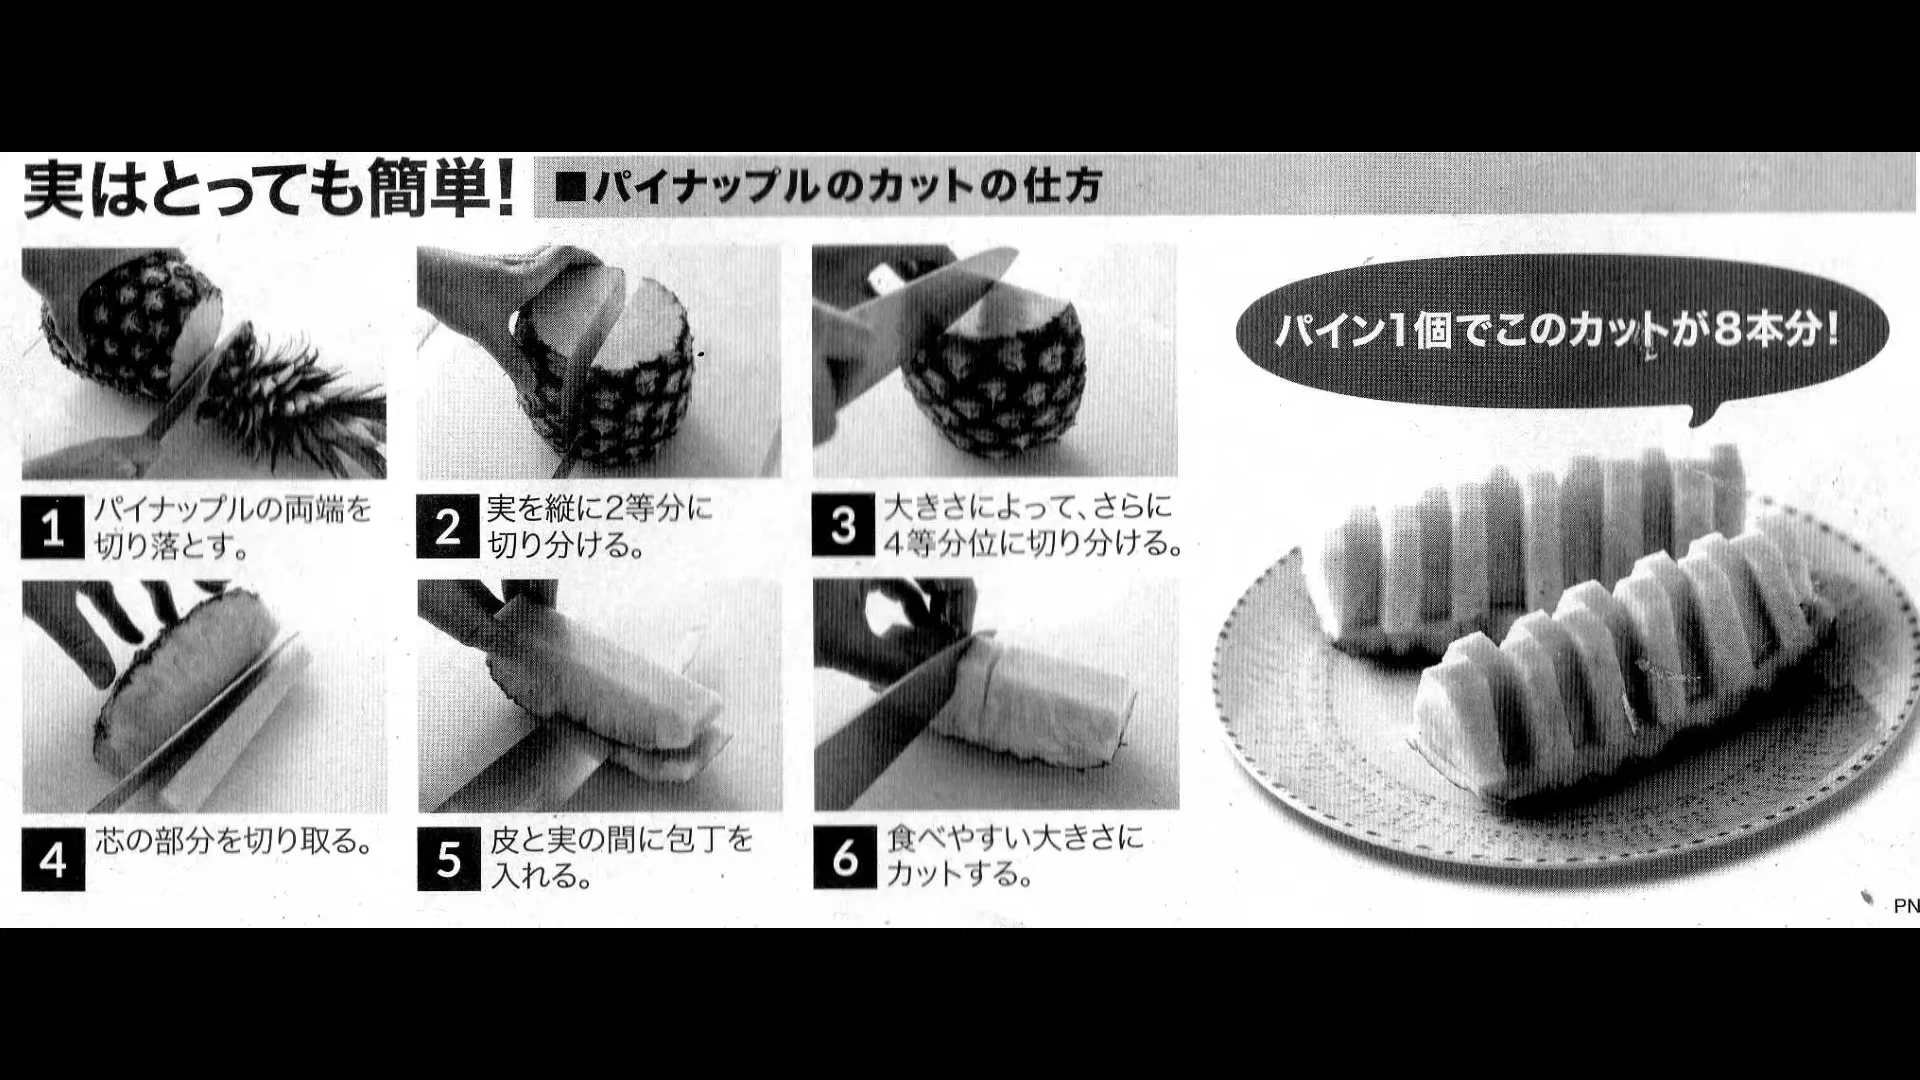 実はとっても簡単!
■パイナップルのカットの仕方
パイン1個でこのカットが8本分!
1
パイナップルの両端を
切り落とす。
2
実を縦に2等分に
切り分ける。
3
大きさによって、さらに
4等分位に切り分ける。
4
芯の部分を切り取る。
5
皮と実の間に包丁を
入れる。
6
食べやすい大きさに
カットする。
PN